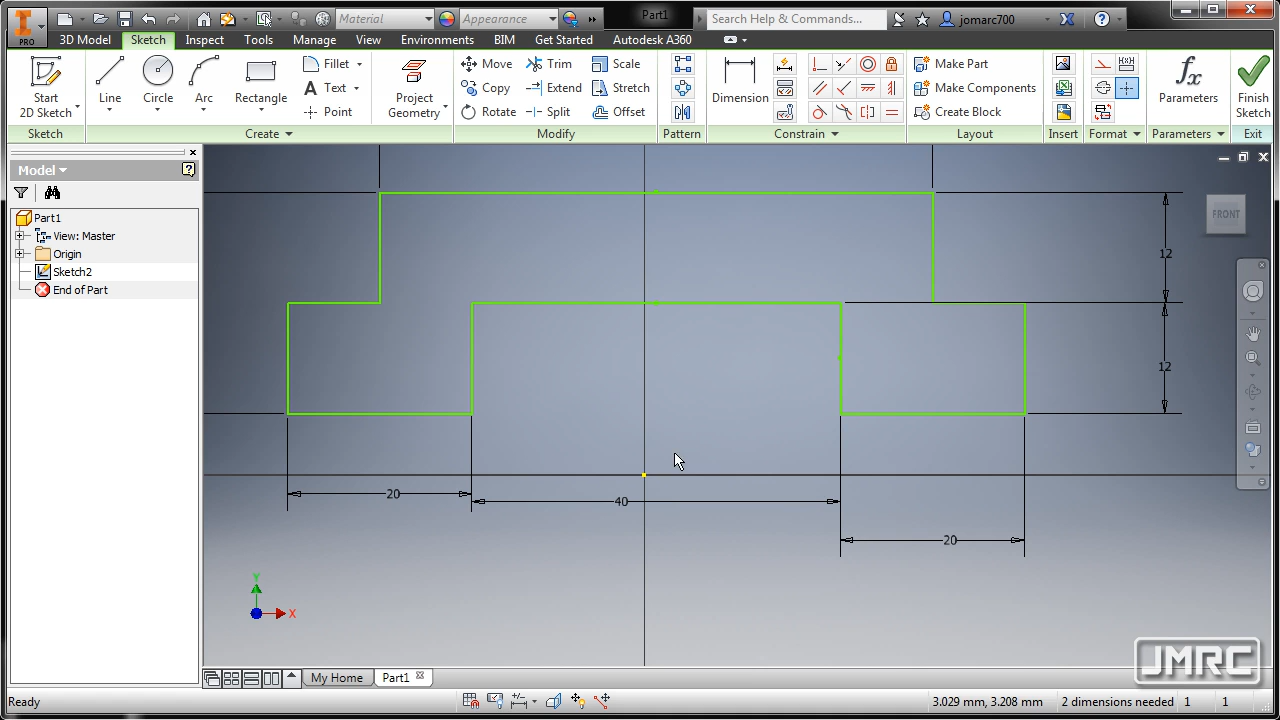 Material
Appearance
Part1
Search Help & Commands...
jomarc700
PRO
3D Model
Sketch
Inspect
Tools
Manage
View
Environments
BIM
Get Started
Autodesk A360
Start
2D Sketch
Line
Circle
Arc
Rectangle
Fillet
Text
Point
Project
Geometry
Move
Copy
Rotate
Trim
Extend
Split
Scale
Stretch
Offset
Dimension
Make Part
Make Components
Create Block
Parameters
Finish
Sketch
Sketch
Create
Modify
Pattern
Constrain
Layout
Insert
Format
Parameters
Exit
Model
Part1
View: Master
Origin
Sketch2
End of Part
FRONT
12
12
20
40
20
Y
X
JMRC
My Home
Part1
Ready
3.029 mm, 3.208 mm
2 dimensions needed
1
1